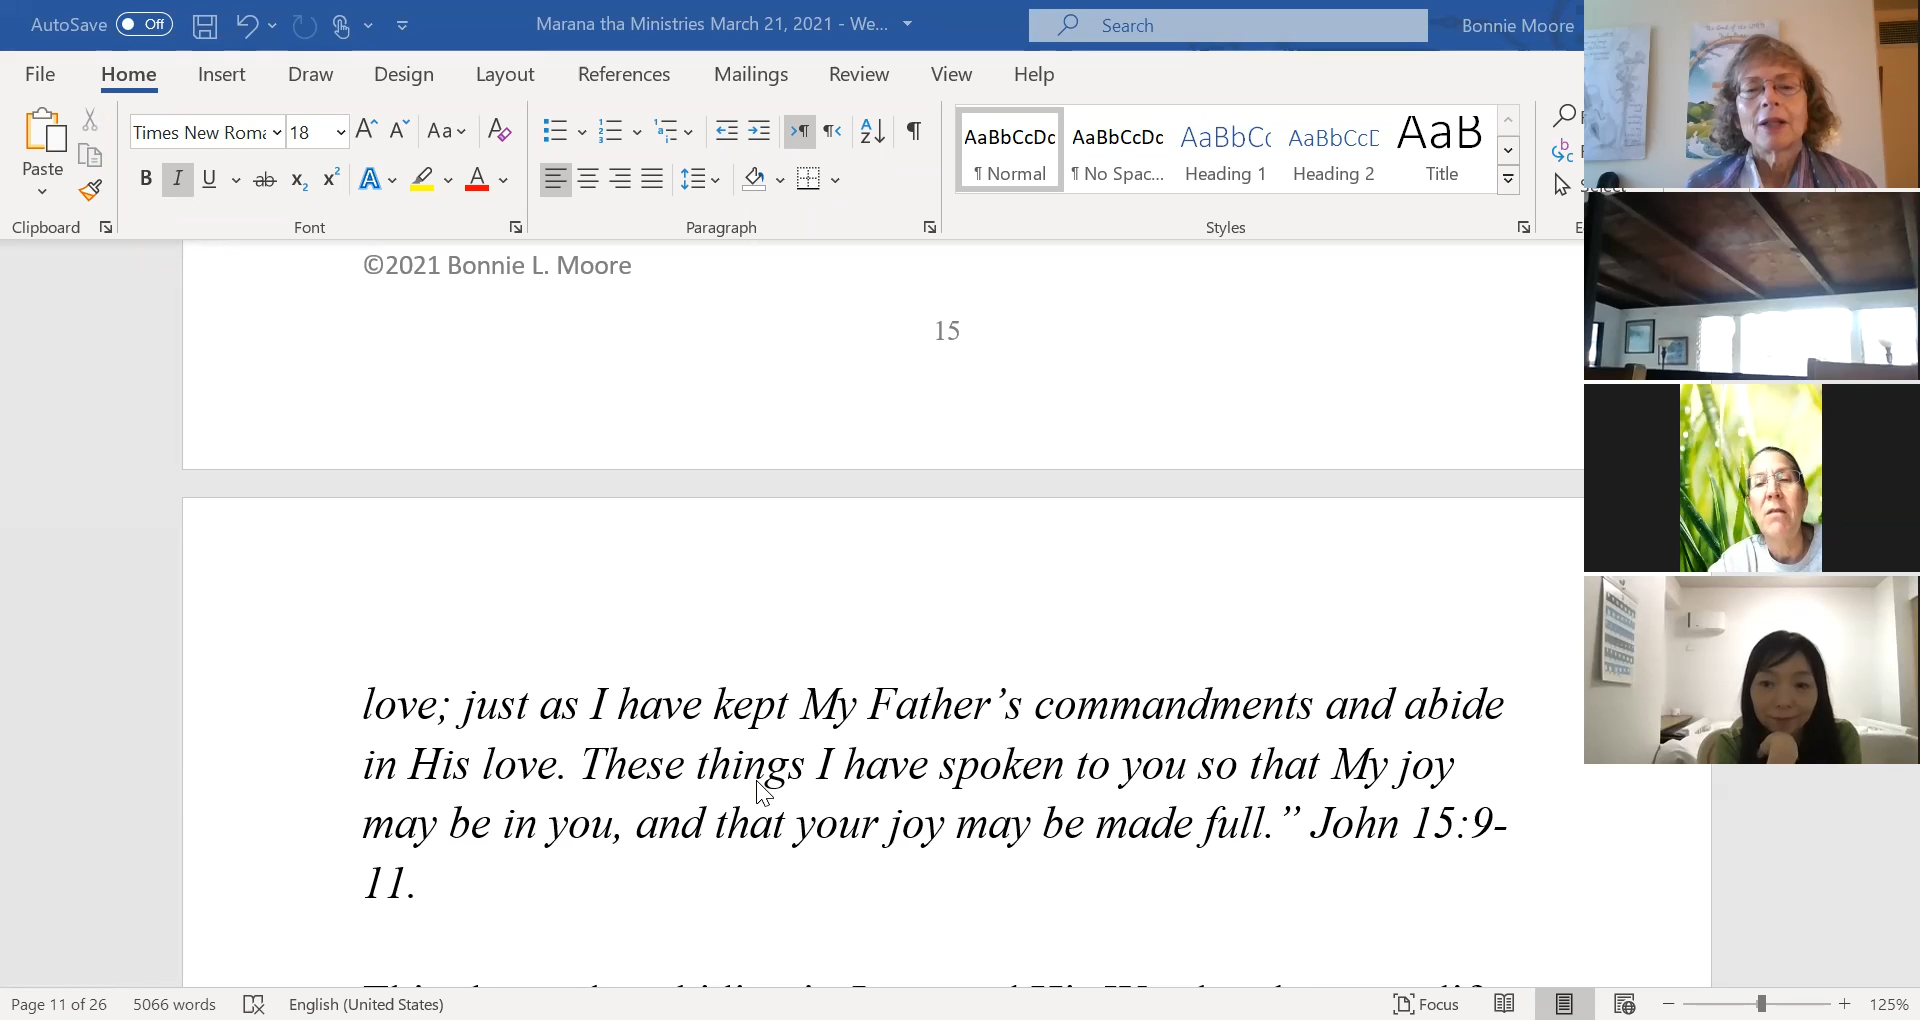 AutoSave Off Marana tha Ministries March 21, 2021 - We... Search Bonnie Moore
File Home Insert Draw Design Layout References Mailings Review View Help
Times New Roma 18 Aa
AaBbCcDc AaBbCcDc AaBbC AaBbCcD AaB
Paste
¶ Normal ¶ No Spac... Heading 1 Heading 2 Title
Select
Clipboard Font Paragraph Styles
©2021 Bonnie L. Moore
15
love; just as I have kept My Father’s commandments and abide
in His love. These things I have spoken to you so that My joy
may be in you, and that your joy may be made full.” John 15:9-
11.
Page 11 of 26 5066 words English (United States) Focus 125%